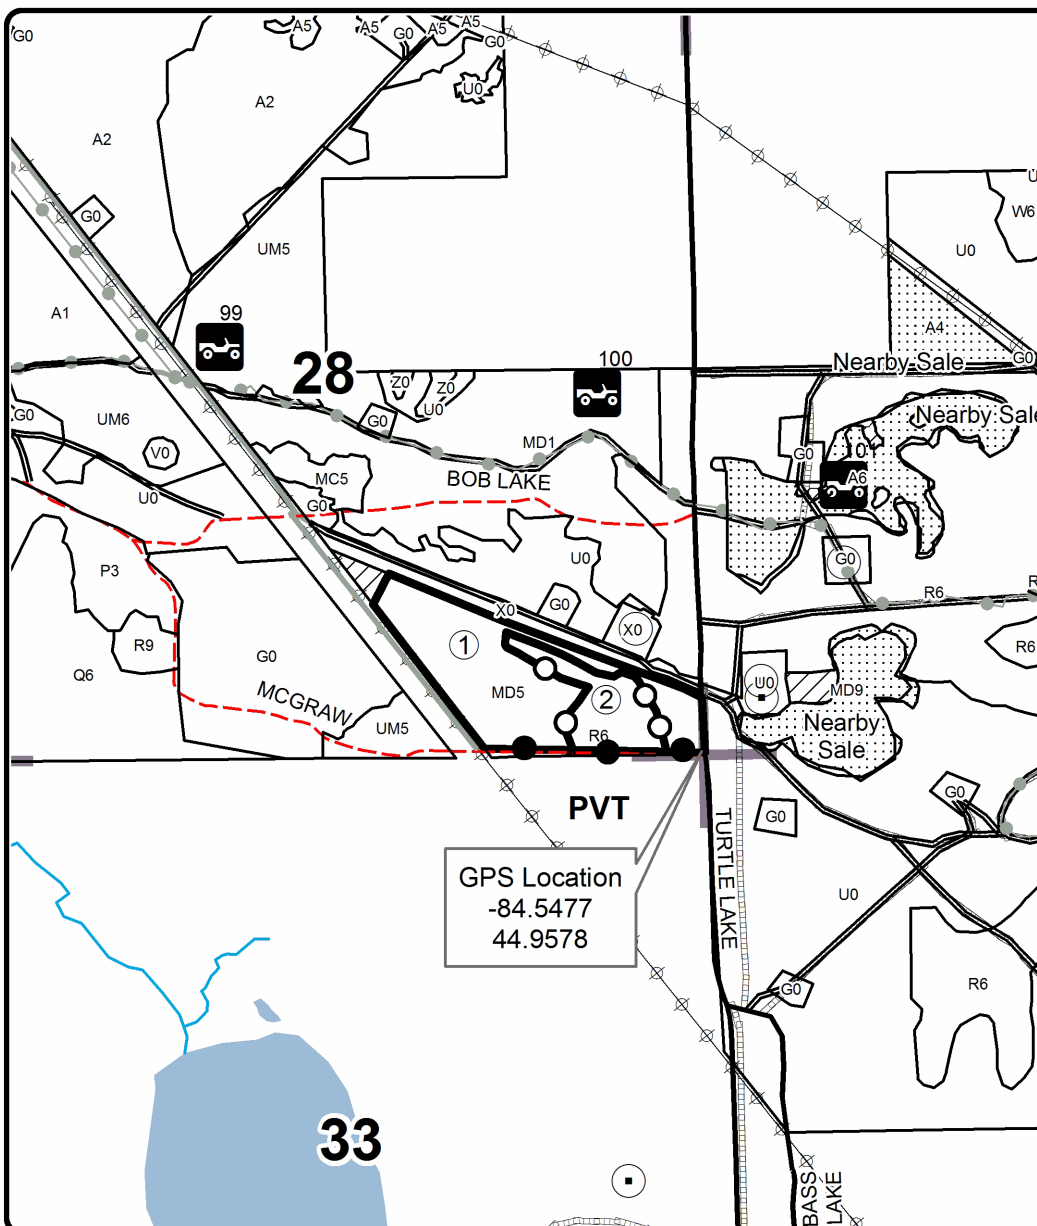 G0
A5
A5
G0
A5
A5
G0
U0
A2
A2
G0
UM5
U
W6
U0
A1
99
A4
28
100
Nearby Sale
G0
Z0
Z0
U0
G0
UM6
G0
MD1
Nearby Sale
101
V0
G0
A6
MC5
BOB LAKE
U0
G0
U0
G0
P3
R6
R
X0
G0
X0
R9
1
R6
Q6
G0
MD5
2
U0
MD9
MCGRAW
UM5
R6
Nearby
Sale
PVT
G0
G0
TURTLE LAKE
GPS Location
-84.5477
44.9578
U0
R6
G0
33
BASS
LAKE